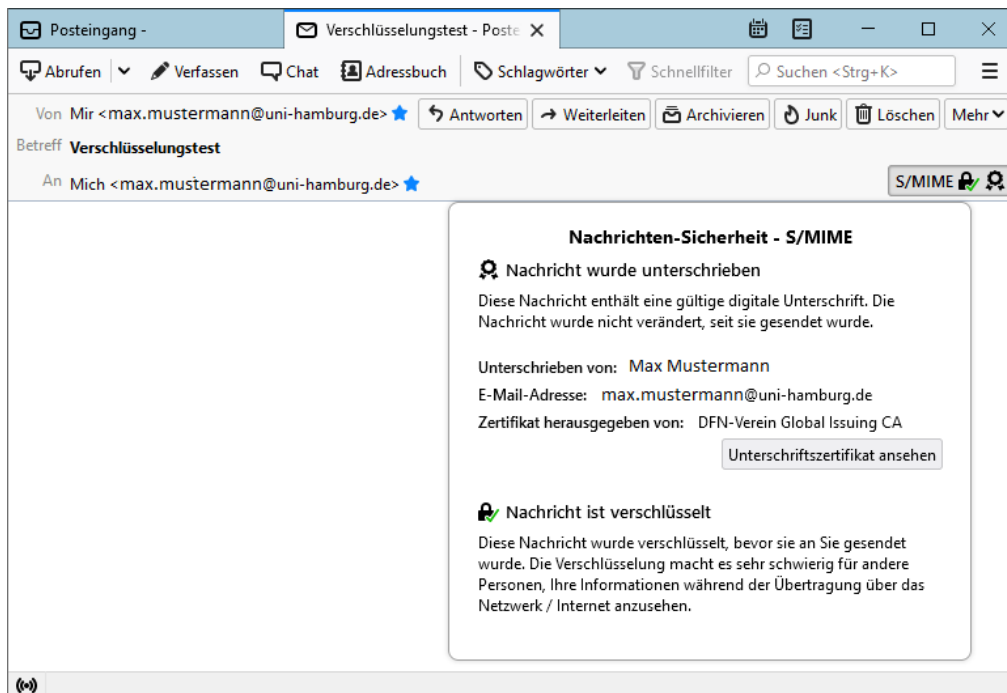 Posteingang -
Verschlüsselungstest - Poste
Abrufen Verfassen Chat Adressbuch Schlagwörter Schnellfilter Suchen <Strg+K>
Von Mir <max.mustermann@uni-hamburg.de> Antworten Weiterleiten Archivieren Junk Löschen Mehr
Betreff Verschlüsselungstest
An Mich <max.mustermann@uni-hamburg.de> S/MIME
Nachrichten-Sicherheit - S/MIME
Nachricht wurde unterschrieben
Diese Nachricht enthält eine gültige digitale Unterschrift. Die
Nachricht wurde nicht verändert, seit sie gesendet wurde.
Unterschrieben von: Max Mustermann
E-Mail-Adresse: max.mustermann@uni-hamburg.de
Zertifikat herausgegeben von: DFN-Verein Global Issuing CA
Unterschriftszertifikat ansehen
Nachricht ist verschlüsselt
Diese Nachricht wurde verschlüsselt, bevor sie an Sie gesendet
wurde. Die Verschlüsselung macht es sehr schwierig für andere
Personen, Ihre Informationen während der Übertragung über das
Netzwerk / Internet anzusehen.